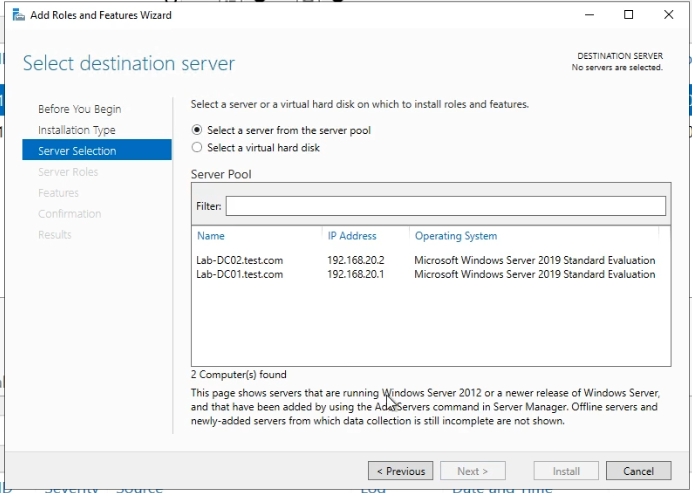 Add Roles and Features Wizard
Select destination server
DESTINATION SERVER
No servers are selected.
Before You Begin
Installation Type
Server Selection
Server Roles
Features
Confirmation
Results
Select a server or a virtual hard disk on which to install roles and features.
Select a server from the server pool
Select a virtual hard disk
Server Pool
Filter:
Name IP Address Operating System
Lab-DC02.test.com 192.168.20.2 Microsoft Windows Server 2019 Standard Evaluation
Lab-DC01.test.com 192.168.20.1 Microsoft Windows Server 2019 Standard Evaluation
2 Computer(s) found
This page shows servers that are running Windows Server 2012 or a newer release of Windows Server,
and that have been added by using the Add Servers command in Server Manager. Offline servers and
newly-added servers from which data collection is still incomplete are not shown.
< Previous Next > Install Cancel
ID Severity Source Log Date and Time